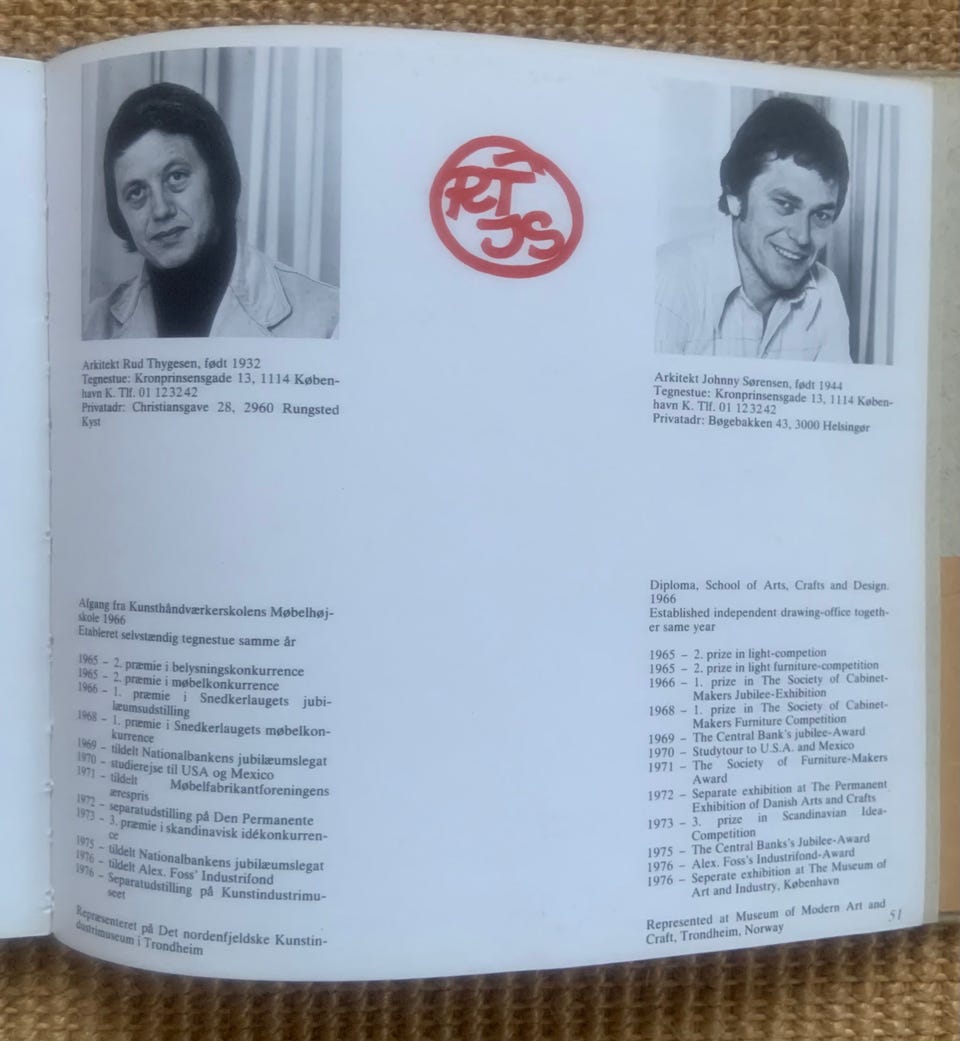 RT
JS
Arkitekt Rud Thygesen, født 1932
Tegnestue: Kronprinsensgade 13, 1114 Køben-
havn K. Tlf. 01 123242
Privatadr: Christiansgave 28, 2960 Rungsted
Kyst
Arkitekt Johnny Sørensen, født 1944
Tegnestue: Kronprinsensgade 13, 1114 Køben-
havn K. Tlf. 01 123242
Privatadr: Bøgebakken 43, 3000 Helsingør
Afgang fra Kunsthåndværkerskolens Møbelhøj-
skole 1966
Etableret selvstændig tegnestue samme år
1965 – 2. præmie i belysningskonkurrence
1965 – 2. præmie i møbelkonkurrence
1966 – 1. præmie i Snedkerlaugets jubi-
læumsudstilling
1968 – 1. præmie i Snedkerlaugets møbelkon-
kurrence
1969 – tildelt Nationalbankens jubilæumslegat
1970 – studierejse til USA og Mexico
1971 – tildelt Møbelfabrikantforeningens
ærespris
1972 – separatudstilling på Den Permanente
1973 – 3. præmie i skandinavisk idékonkurren-
ce
1975 – tildelt Nationalbankens jubilæumslegat
1976 – tildelt Alex. Foss' Industrifond
1976 – Separatudstilling på Kunstindustrimu-
seet
Repræsenteret på Det nordenfjeldske Kunstin-
dustrimuseum i Trondheim
Diploma, School of Arts, Crafts and Design.
1966
Established independent drawing-office togeth-
er same year
1965 – 2. prize in light-competion
1965 – 2. prize in light furniture-competition
1966 – 1. prize in The Society of Cabinet-
Makers Jubilee-Exhibition
1968 – 1. prize in The Society of Cabinet-
Makers Furniture Competition
1969 – The Central Bank's jubilee-Award
1970 – Studytour to U.S.A. and Mexico
1971 – The Society of Furniture-Makers
Award
1972 – Separate exhibition at The Permanent
Exhibition of Danish Arts and Crafts
1973 – 3. prize in Scandinavian Idea-
Competition
1975 – The Central Banks's Jubilee-Award
1976 – Alex. Foss's Industrifond-Award
1976 – Seperate exhibition at The Museum of
Art and Industry, København
Represented at Museum of Modern Art and
Craft, Trondheim, Norway
51